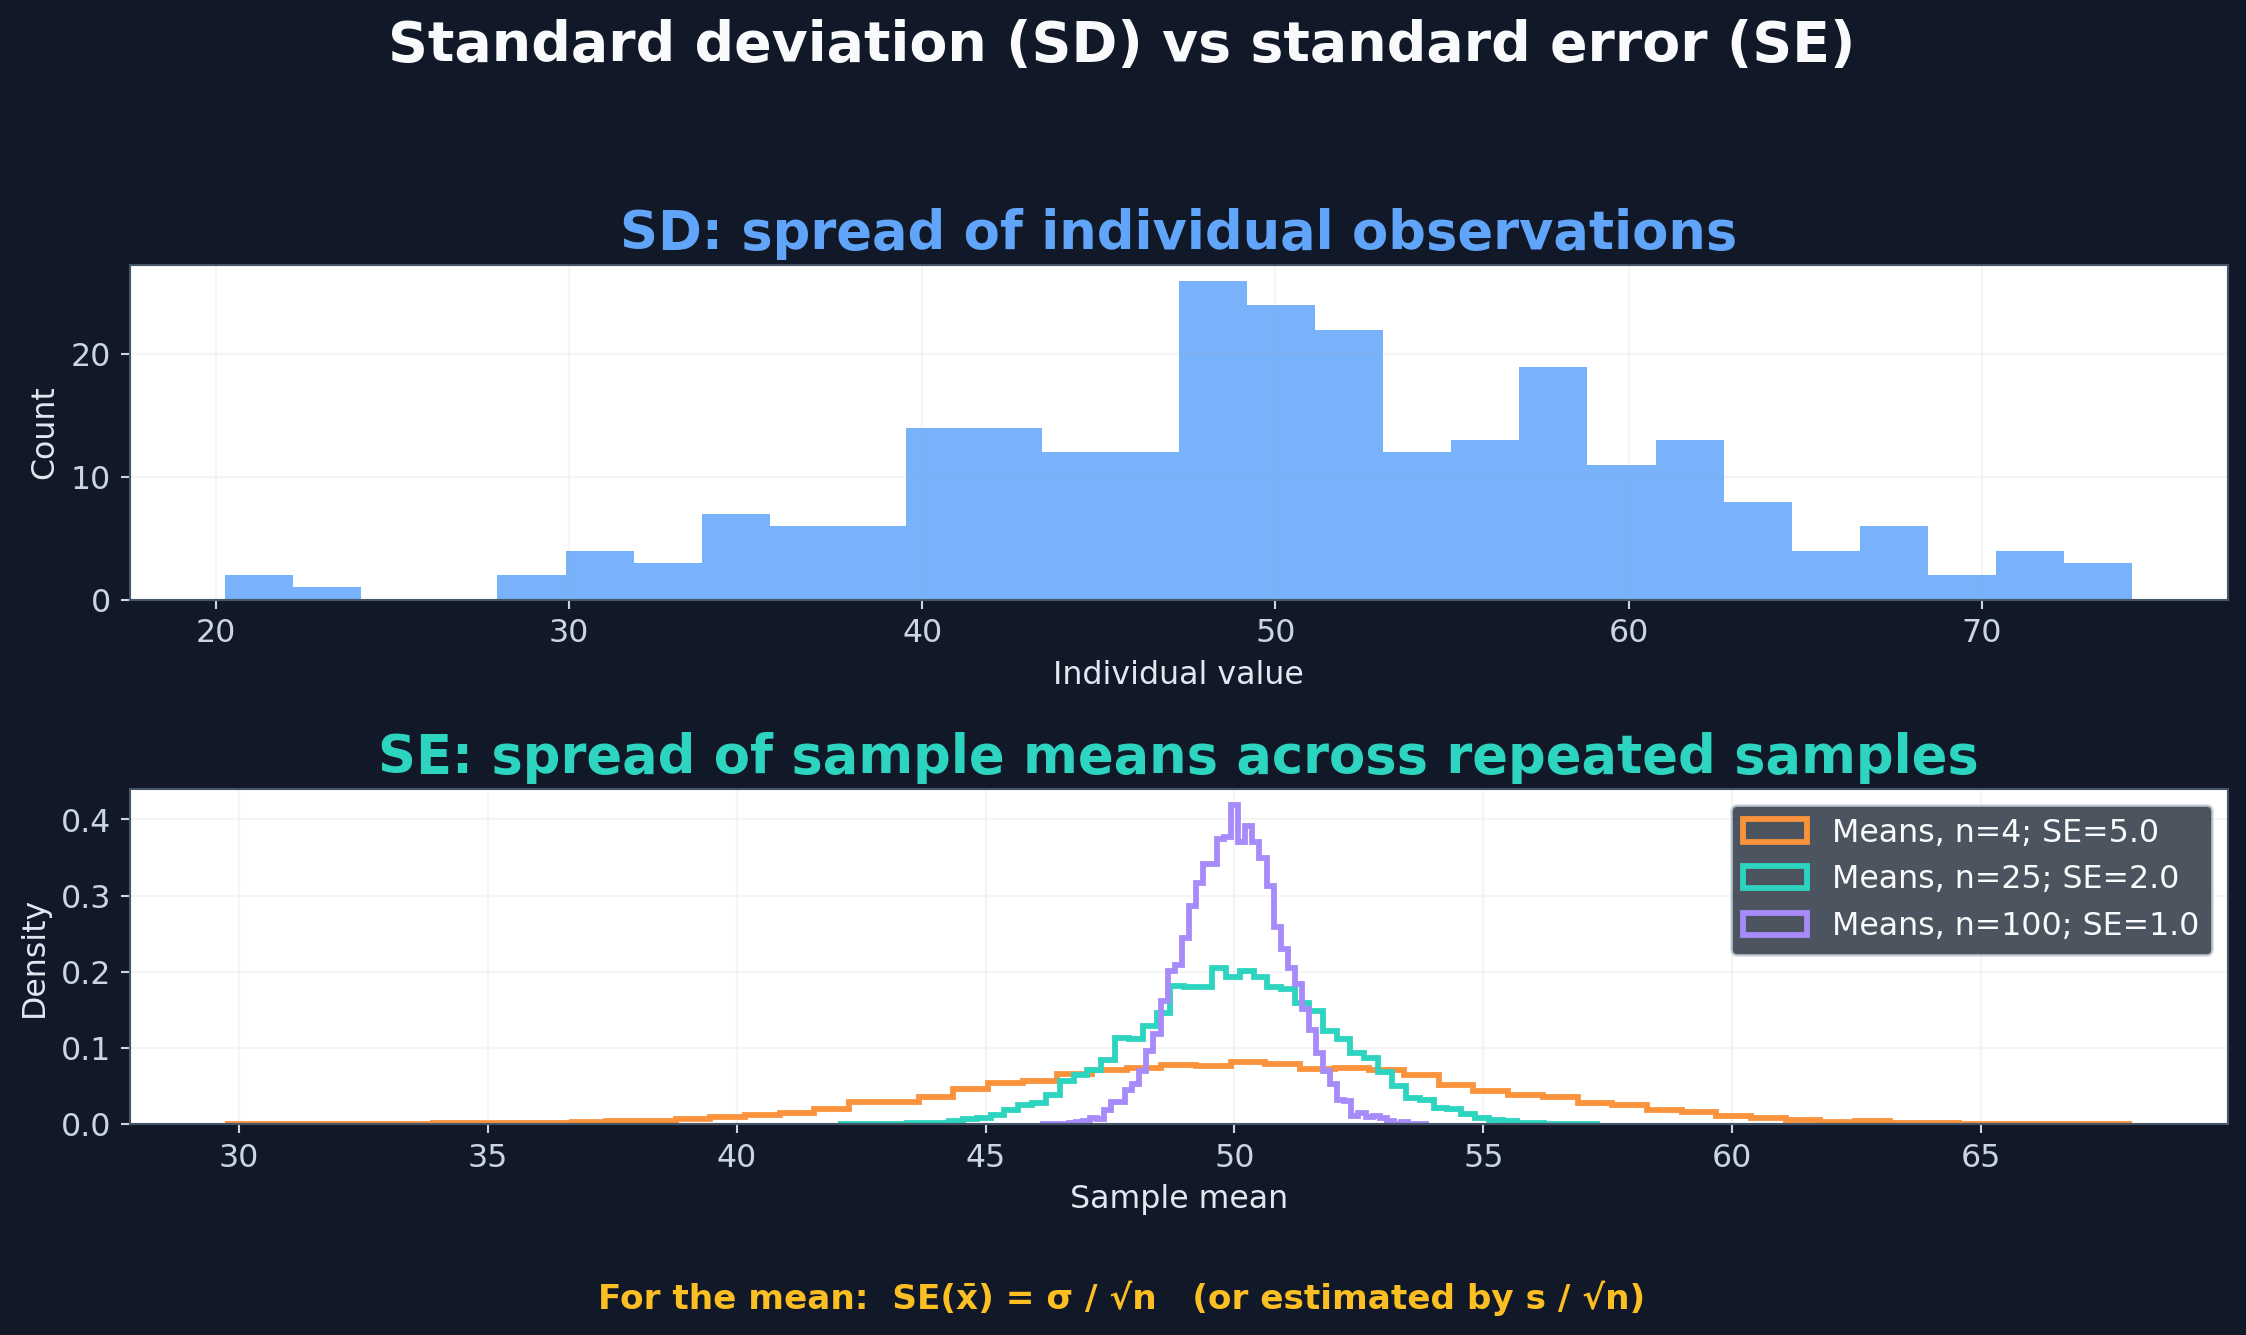 Standard deviation (SD) vs standard error (SE)
SD: spread of individual observations
Count
20
10
0
20 30 40 50 60 70
Individual value
SE: spread of sample means across repeated samples
Density
0.4
0.3
0.2
0.1
0.0
Means, n=4; SE=5.0
Means, n=25; SE=2.0
Means, n=100; SE=1.0
30 35 40 45 50 55 60 65
Sample mean
For the mean: SE(x̄) = σ / √n (or estimated by s / √n)